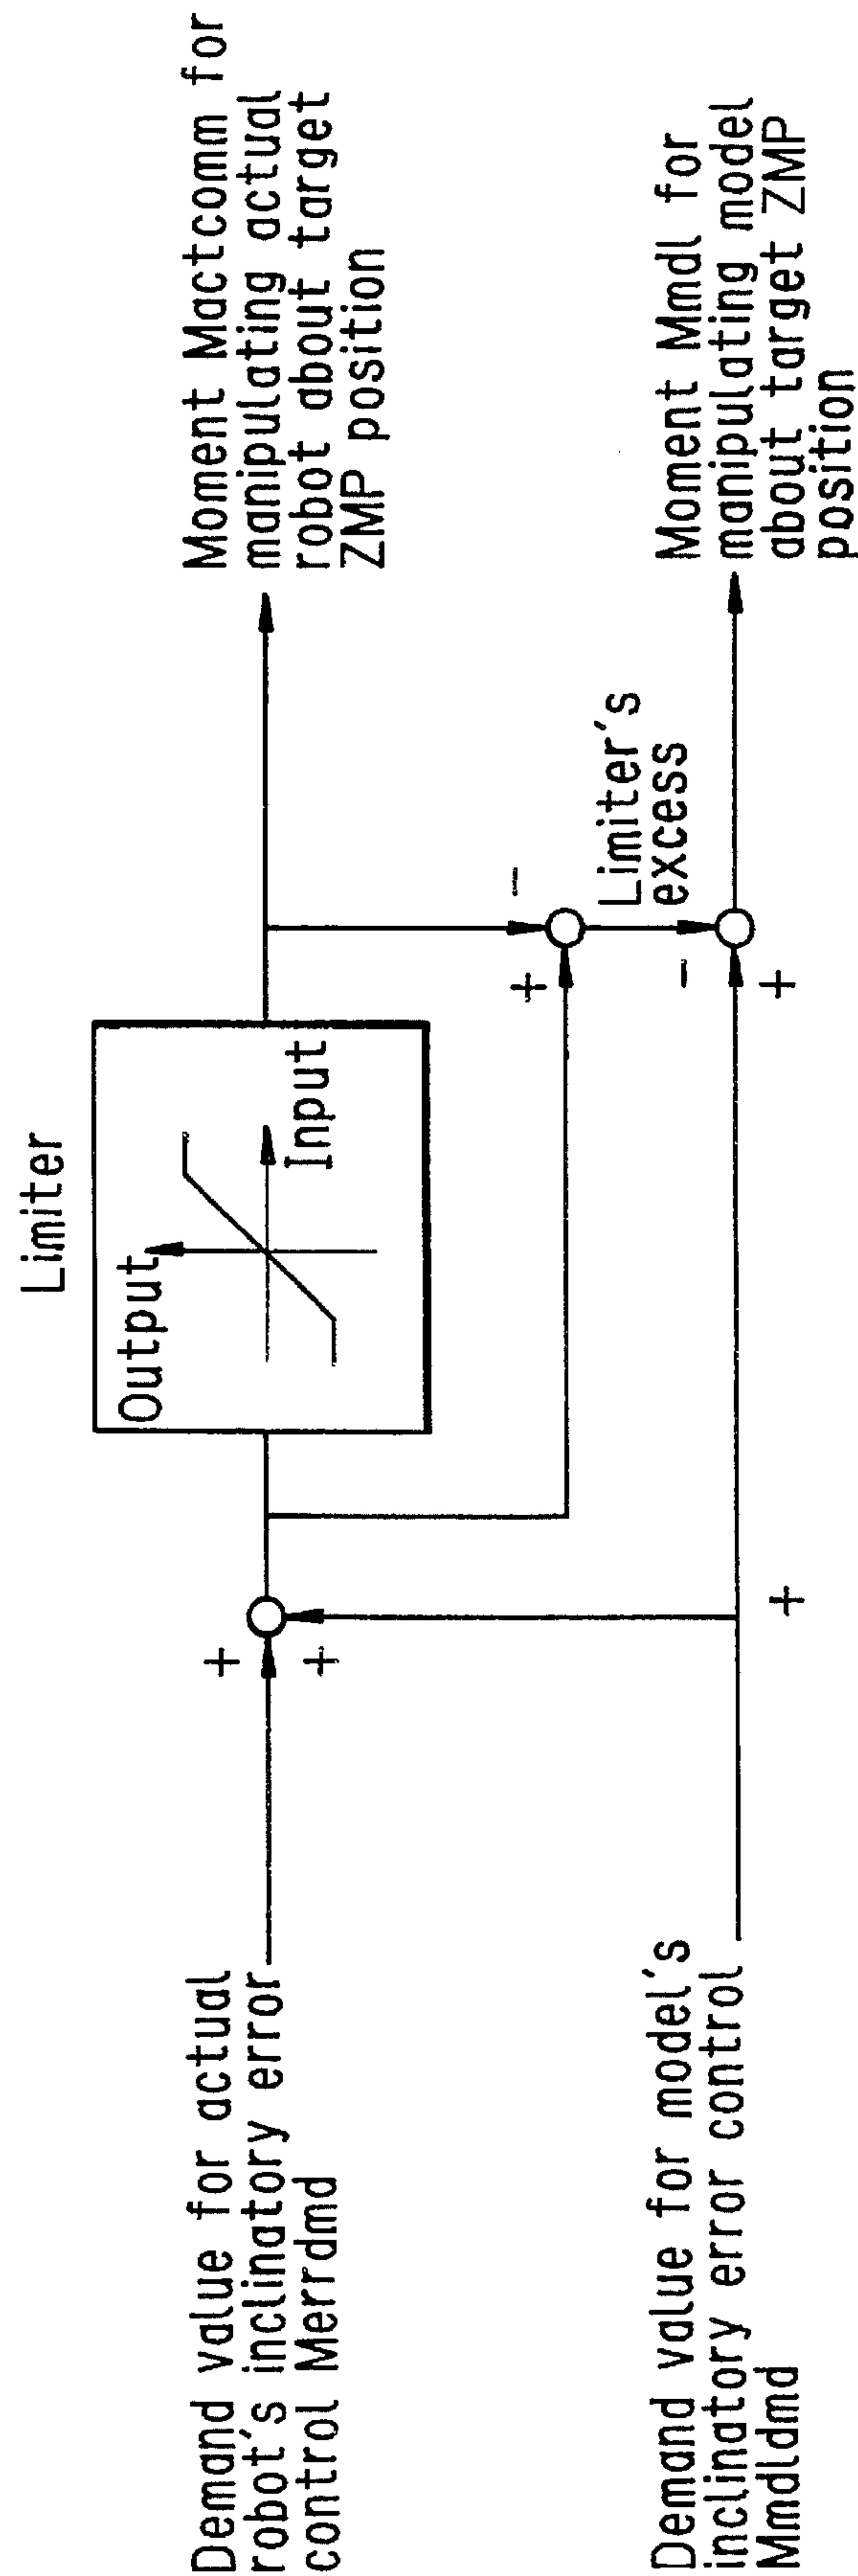 Limiter
Output
Input
Demand value for actual
robot's inclinatory error
control Merrdmd
+
+
Moment Mactcomm for
manipulating actual
robot about target
ZMP position
-
+
Limiter's
excess
-
+
+
Demand value for model's
inclinatory error control
Mmdldmd
Moment Mmdl for
manipulating model
about target ZMP
position